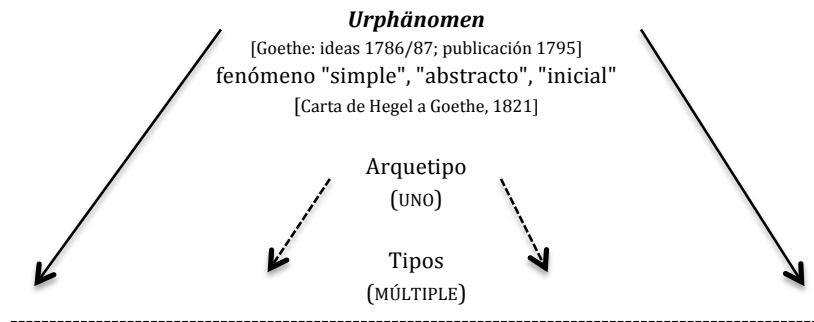 Urphänomen
[Goethe: ideas 1786/87; publicación 1795]
fenómeno "simple", "abstracto", "inicial"
[Carta de Hegel a Goethe, 1821]
Arquetipo
(UNO)
Tipos
(MÚLTIPLE)